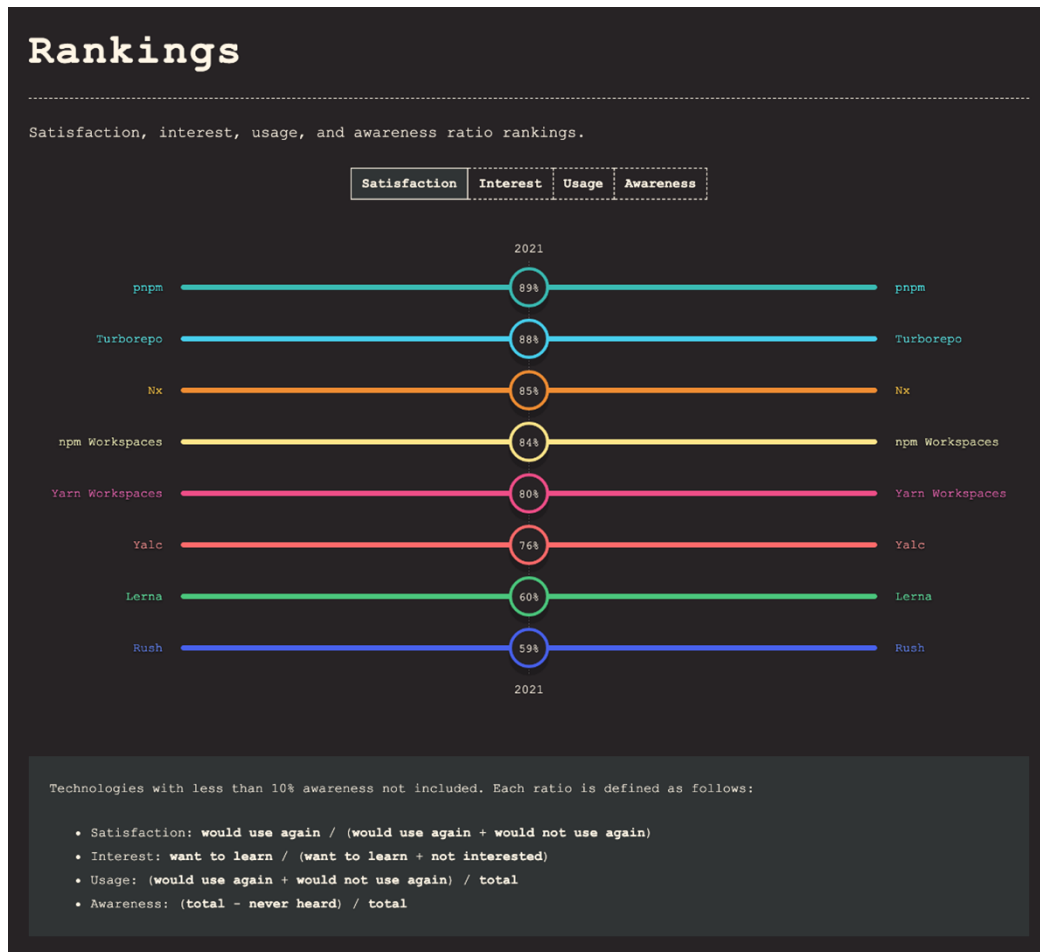 Rankings
Satisfaction, interest, usage, and awareness ratio rankings.
Satisfaction Interest Usage Awareness
2021
pnpm 89% pnpm
Turborepo 88% Turborepo
Nx 85% Nx
npm Workspaces 84% npm Workspaces
Yarn Workspaces 80% Yarn Workspaces
Yalc 76% Yalc
Lerna 60% Lerna
Rush 59% Rush
2021
Technologies with less than 10% awareness not included. Each ratio is defined as follows:
• Satisfaction: would use again / (would use again + would not use again)
• Interest: want to learn / (want to learn + not interested)
• Usage: (would use again + would not use again) / total
• Awareness: (total - never heard) / total